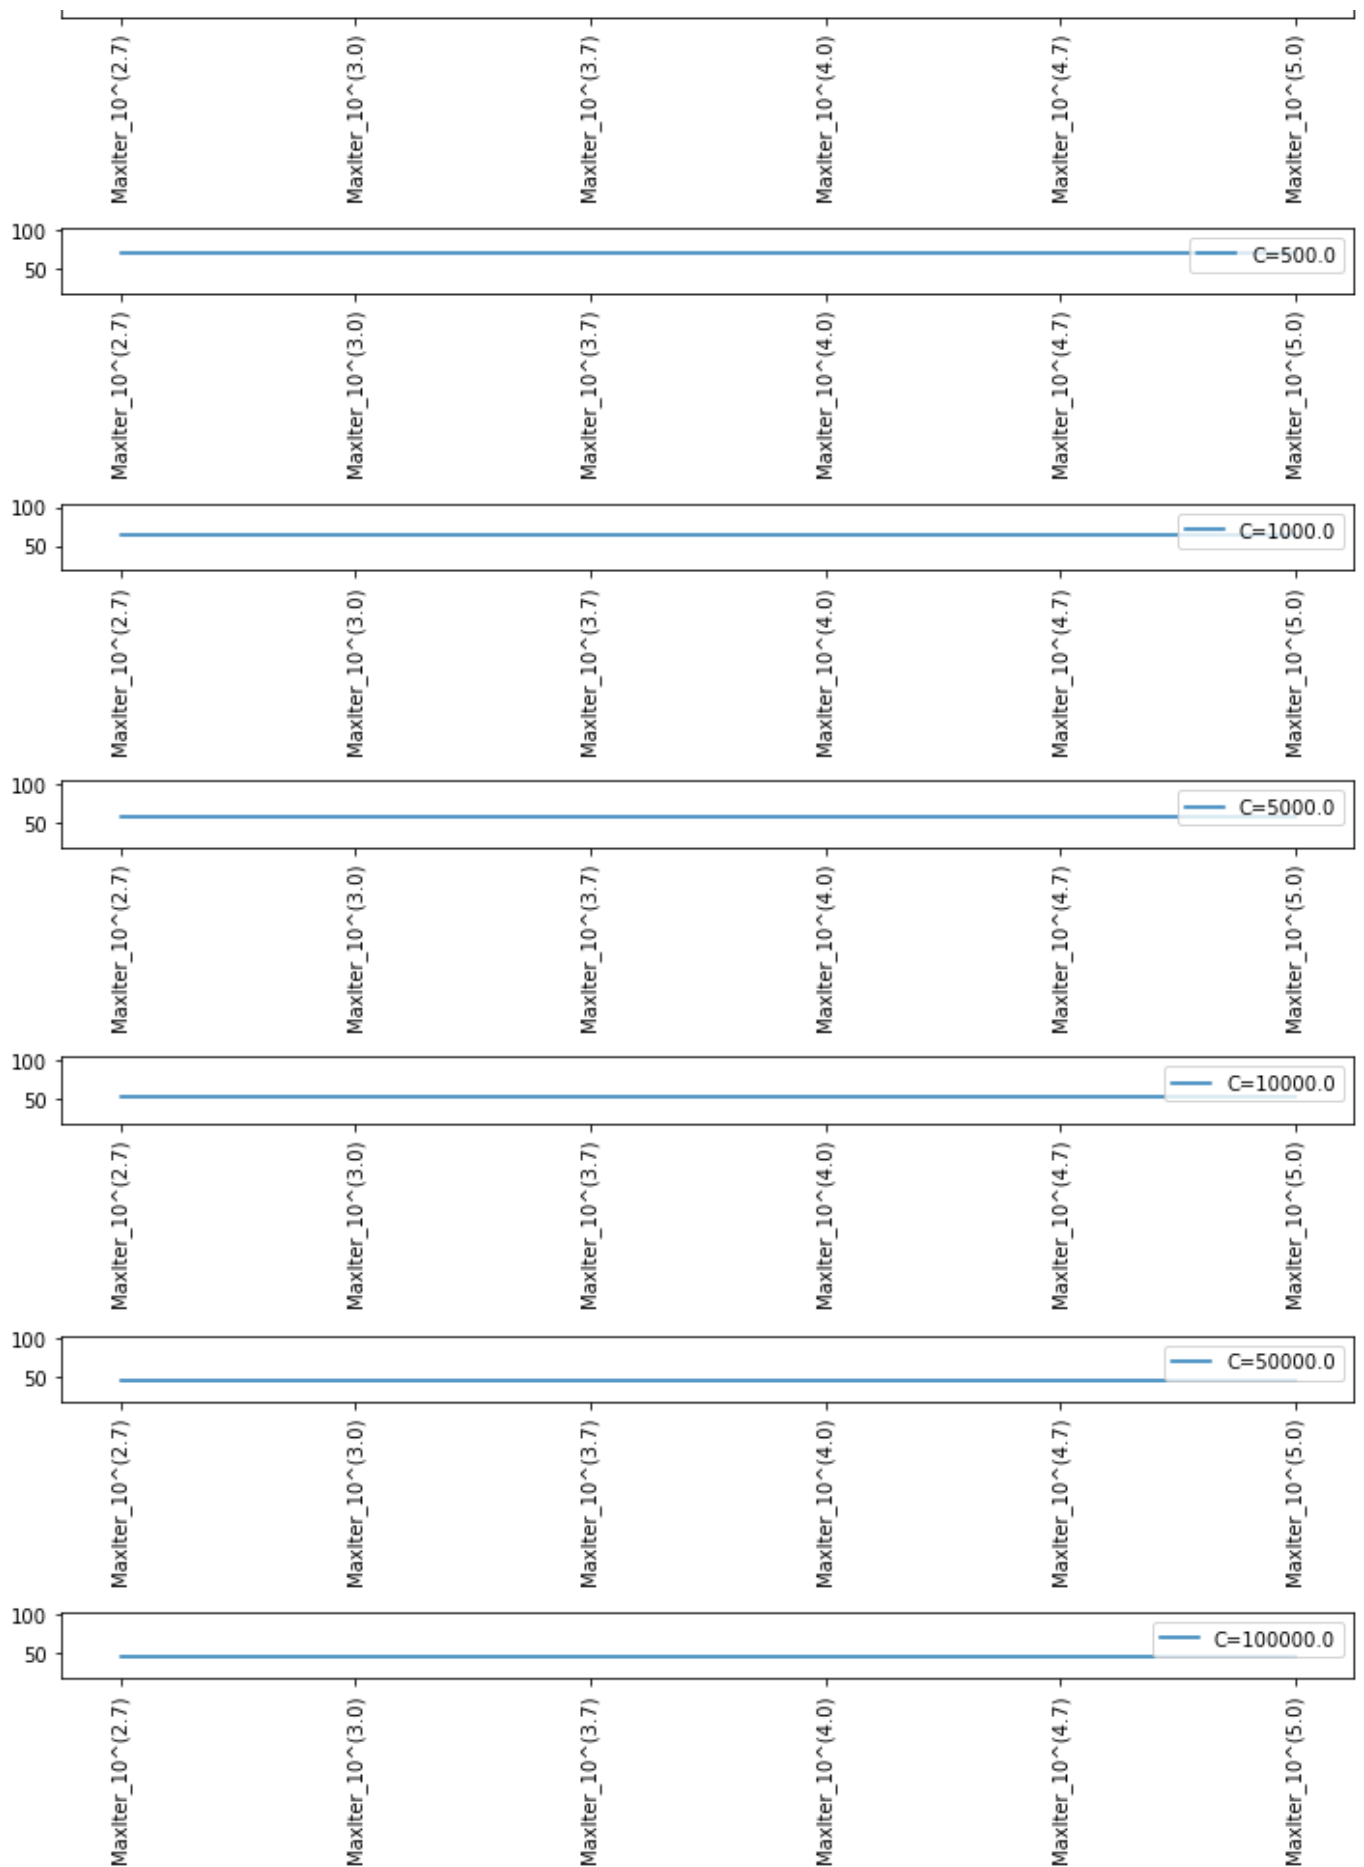 MaxIter_10^(2.7)
MaxIter_10^(3.0)
MaxIter_10^(3.7)
MaxIter_10^(4.0)
MaxIter_10^(4.7)
MaxIter_10^(5.0)
100
50
C=500.0
MaxIter_10^(2.7)
MaxIter_10^(3.0)
MaxIter_10^(3.7)
MaxIter_10^(4.0)
MaxIter_10^(4.7)
MaxIter_10^(5.0)
100
50
C=1000.0
MaxIter_10^(2.7)
MaxIter_10^(3.0)
MaxIter_10^(3.7)
MaxIter_10^(4.0)
MaxIter_10^(4.7)
MaxIter_10^(5.0)
100
50
C=5000.0
MaxIter_10^(2.7)
MaxIter_10^(3.0)
MaxIter_10^(3.7)
MaxIter_10^(4.0)
MaxIter_10^(4.7)
MaxIter_10^(5.0)
100
50
C=10000.0
MaxIter_10^(2.7)
MaxIter_10^(3.0)
MaxIter_10^(3.7)
MaxIter_10^(4.0)
MaxIter_10^(4.7)
MaxIter_10^(5.0)
100
50
C=50000.0
MaxIter_10^(2.7)
MaxIter_10^(3.0)
MaxIter_10^(3.7)
MaxIter_10^(4.0)
MaxIter_10^(4.7)
MaxIter_10^(5.0)
100
50
C=100000.0
MaxIter_10^(2.7)
MaxIter_10^(3.0)
MaxIter_10^(3.7)
MaxIter_10^(4.0)
MaxIter_10^(4.7)
MaxIter_10^(5.0)